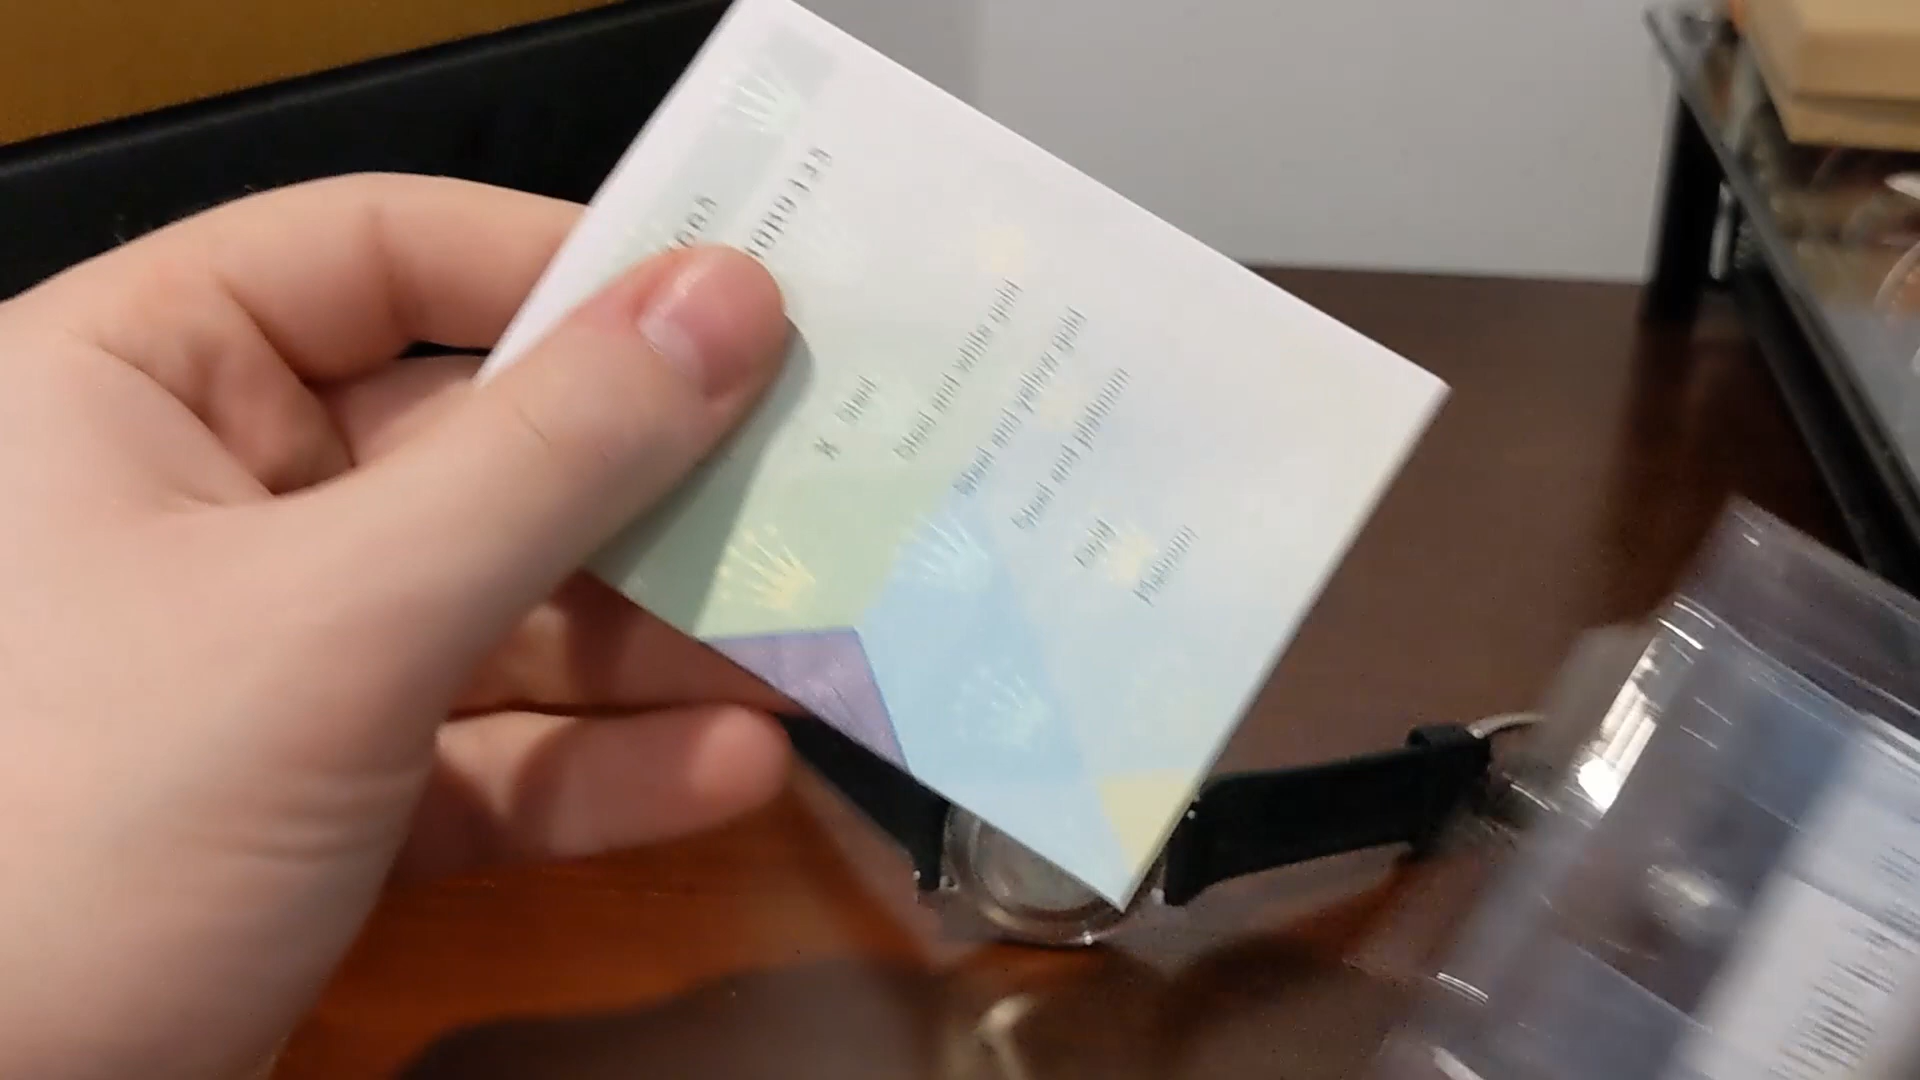 X Steel
Steel and white gold
Steel and yellow gold
Steel and platinum
Gold
Platinum